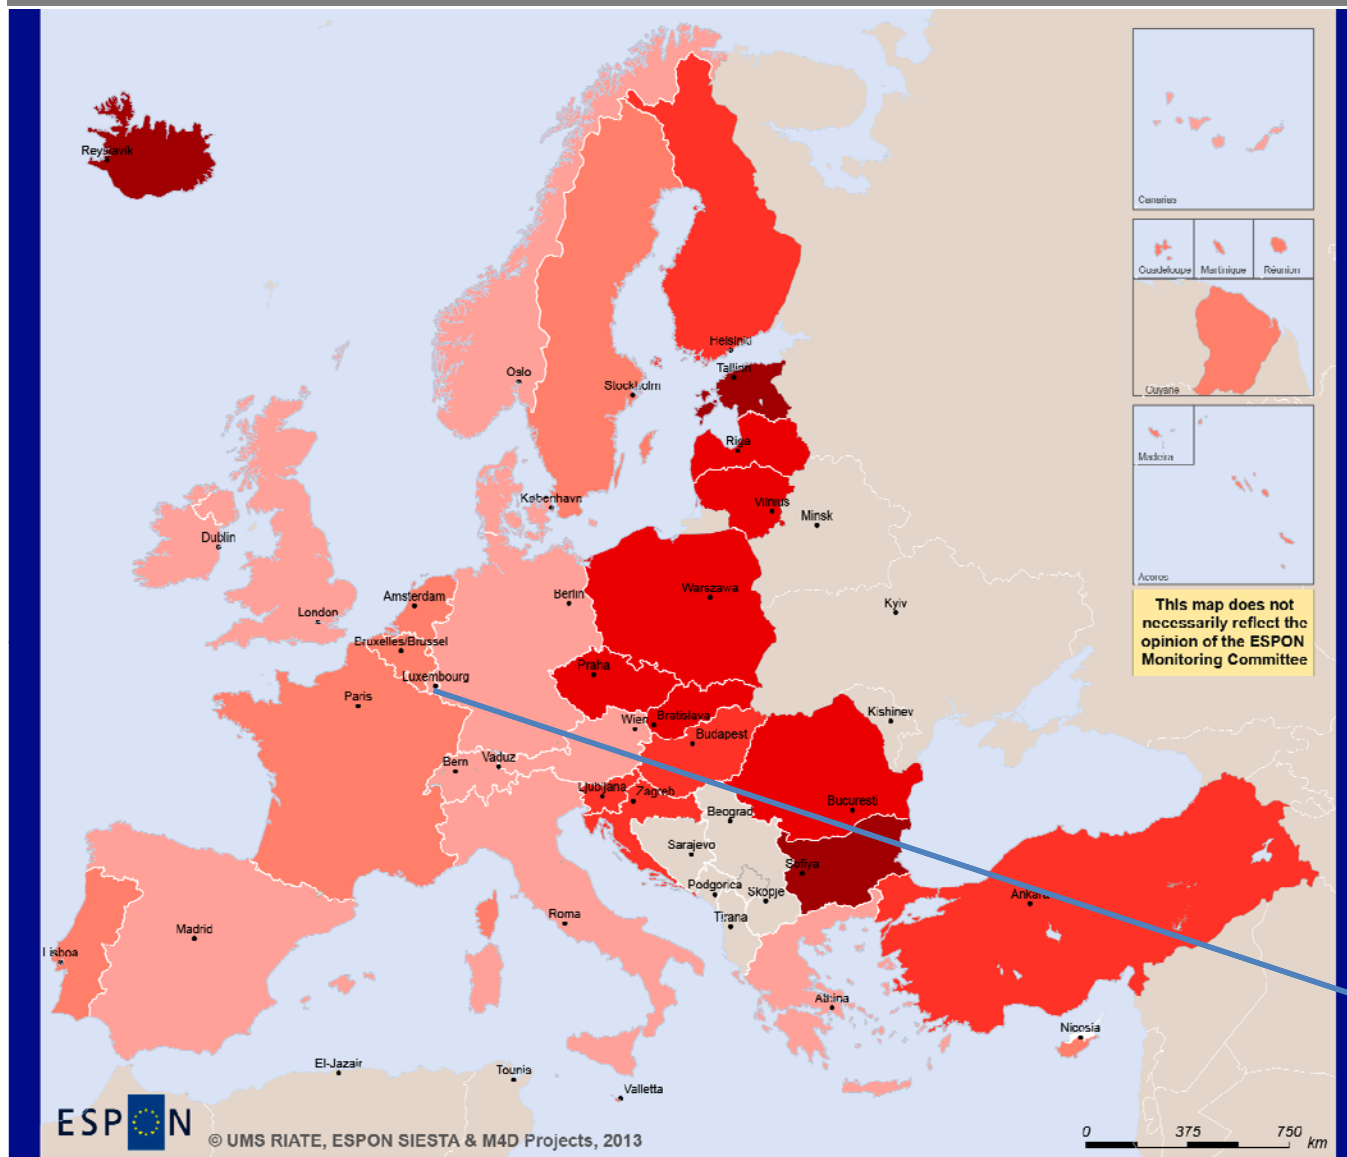 Reykjavik
Canarias
Guadeloupe
Martinique
Réunion
Guyane
Madeira
Acores
This map does not
necessarily reflect the
opinion of the ESPON
Monitoring Committee
Helsinki
Tallinn
Oslo
Stockholm
Riga
København
Vilnius
Minsk
Dublin
Amsterdam
Berlin
Warszawa
Kyiv
London
Bruxelles/Brussel
Praha
Luxembourg
Paris
Wien
Bratislava
Kishinev
Budapest
Bern
Vaduz
Ljubljana
Zagreb
Bucuresti
Beograd
Sarajevo
Sofiya
Podgorica
Skopje
Ankara
Roma
Tirana
Madrid
Lisboa
Athina
Nicosia
El-Jazair
Tounis
Valletta
ESPON
© UMS RIATE, ESPON SIESTA & M4D Projects, 2013
0 375 750
km